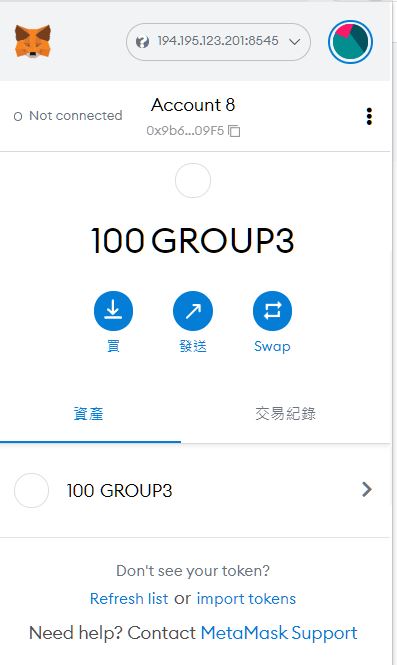 194.195.123.201:8545
Not connected
Account 8
0x9b6...09F5
100 GROUP3
買
發送
Swap
資產
交易紀錄
100 GROUP3
Don't see your token?
Refresh list or import tokens
Need help? Contact MetaMask Support